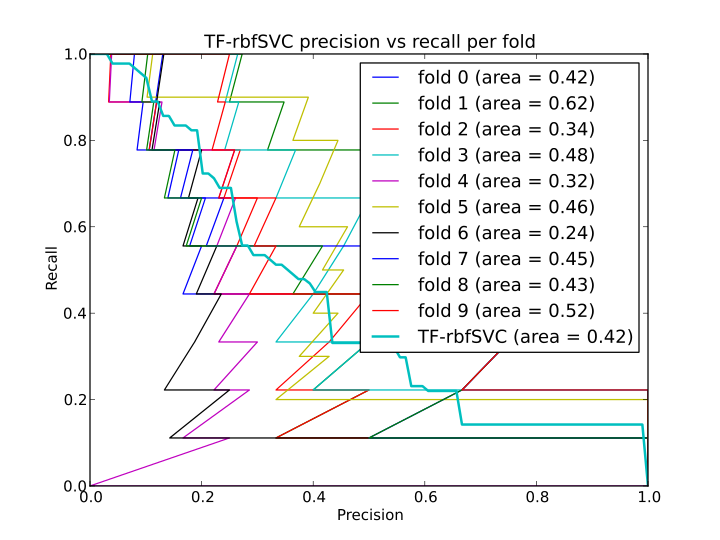 TF-rbfSVC precision vs recall per fold
1.0
0.8
0.6
0.4
0.2
0.0
Recall
fold 0 (area = 0.42)
fold 1 (area = 0.62)
fold 2 (area = 0.34)
fold 3 (area = 0.48)
fold 4 (area = 0.32)
fold 5 (area = 0.46)
fold 6 (area = 0.24)
fold 7 (area = 0.45)
fold 8 (area = 0.43)
fold 9 (area = 0.52)
TF-rbfSVC (area = 0.42)
0.0 0.2 0.4 0.6 0.8 1.0
Precision